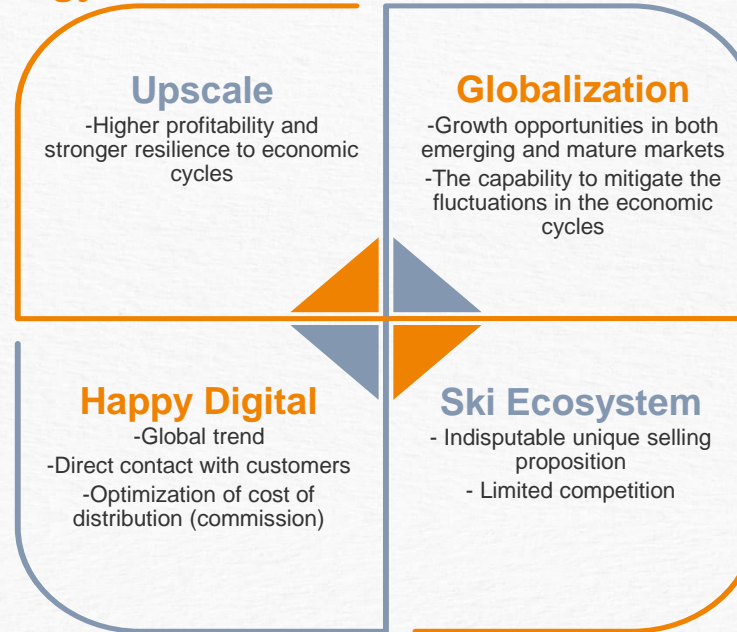 Upscale
-Higher profitability and
stronger resilience to economic
cycles
Globalization
-Growth opportunities in both
emerging and mature markets
-The capability to mitigate the
fluctuations in the economic
cycles
Happy Digital
-Global trend
-Direct contact with customers
-Optimization of cost of
distribution (commission)
Ski Ecosystem
- Indisputable unique selling
proposition
- Limited competition